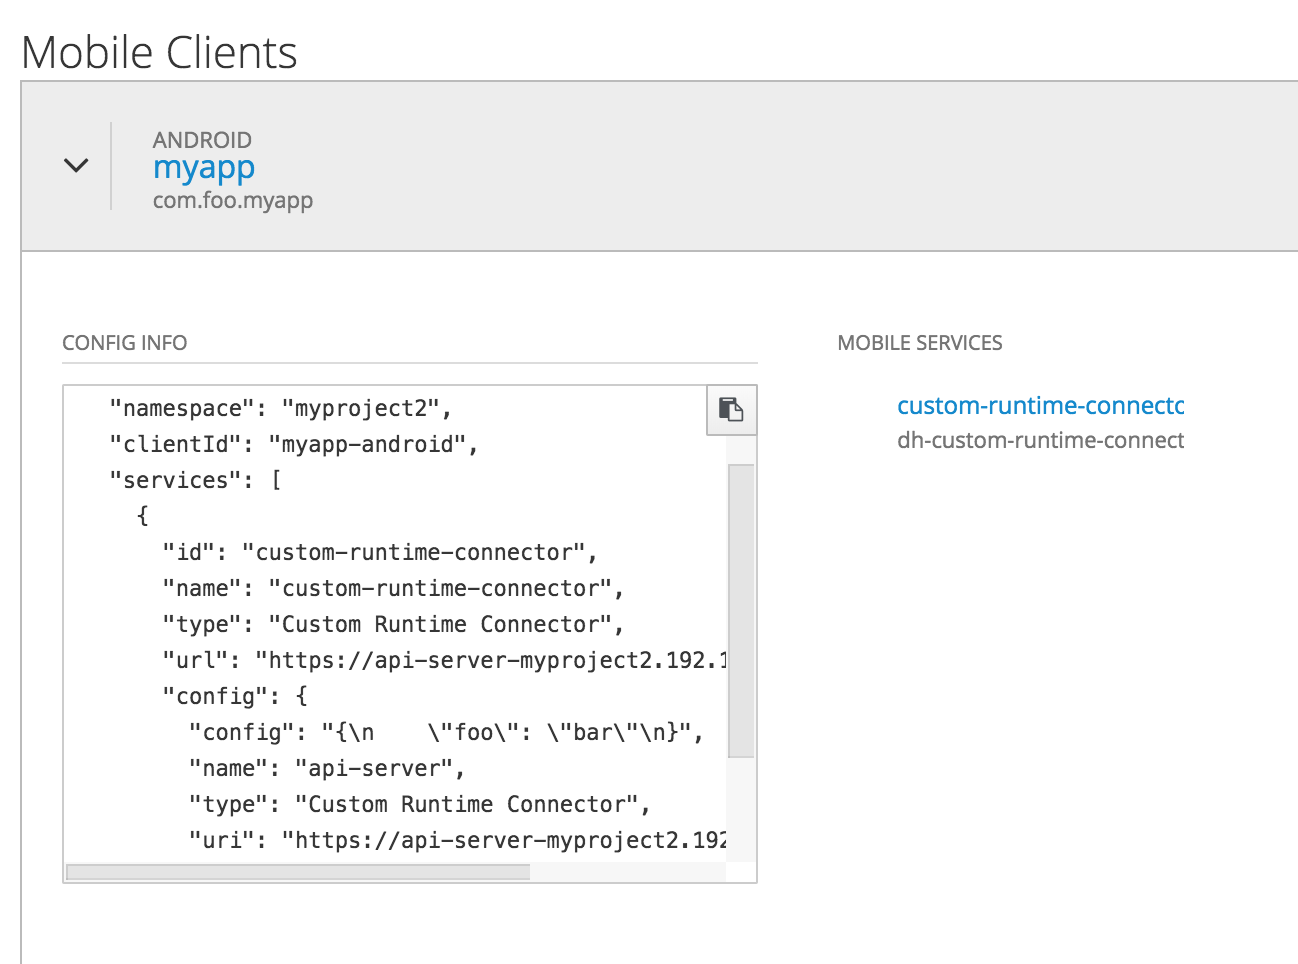 Mobile Clients
ANDROID
myapp
com.foo.myapp
CONFIG INFO
"namespace": "myproject2",
"clientId": "myapp-android",
"services": [
{
"id": "custom-runtime-connector",
"name": "custom-runtime-connector",
"type": "Custom Runtime Connector",
"url": "https://api-server-myproject2.192.1
"config": {
"config": "{\n    \"foo\": \"bar\"\n}",
"name": "api-server",
"type": "Custom Runtime Connector",
"uri": "https://api-server-myproject2.192
MOBILE SERVICES
custom-runtime-connectc
dh-custom-runtime-connect